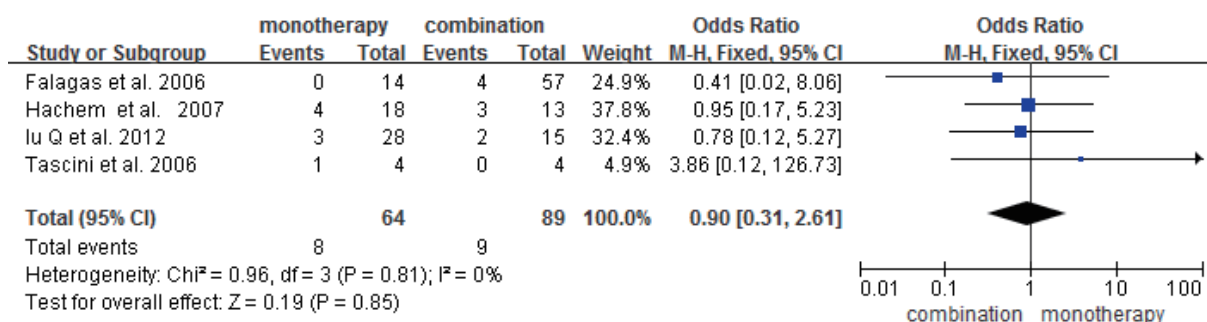 monotherapy combination Odds Ratio Odds Ratio
Study or Subgroup Events Total Events Total Weight M-H, Fixed, 95% CI M-H, Fixed, 95% CI
Falagas et al. 2006 0 14 4 57 24.9% 0.41 [0.02, 8.06]
Hachem et al. 2007 4 18 3 13 37.8% 0.95 [0.17, 5.23]
lu Q et al. 2012 3 28 2 15 32.4% 0.78 [0.12, 5.27]
Tascini et al. 2006 1 4 0 4 4.9% 3.86 [0.12, 126.73]
Total (95% CI) 64 89 100.0% 0.90 [0.31, 2.61]
Total events 8 9
Heterogeneity: Chi² = 0.96, df = 3 (P = 0.81); I² = 0%
Test for overall effect: Z = 0.19 (P = 0.85)
0.01 0.1 1 10 100
combination monotherapy